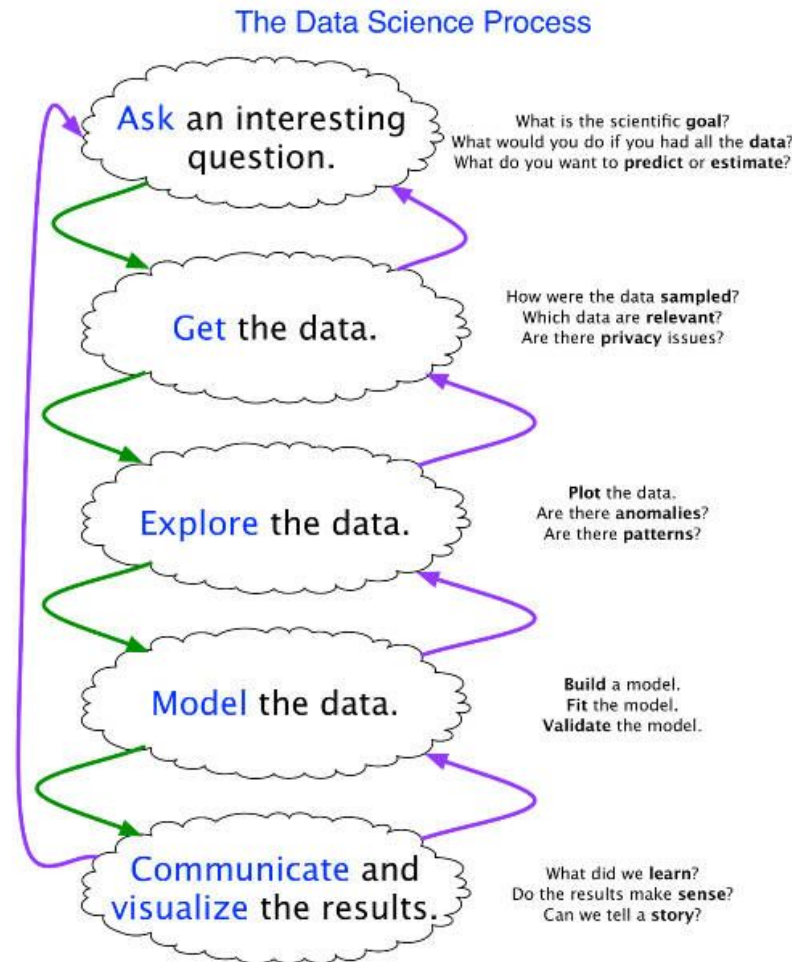 The Data Science Process
Ask an interesting
question.
What is the scientific goal?
What would you do if you had all the data?
What do you want to predict or estimate?
Get the data.
How were the data sampled?
Which data are relevant?
Are there privacy issues?
Explore the data.
Plot the data.
Are there anomalies?
Are there patterns?
Model the data.
Build a model.
Fit the model.
Validate the model.
Communicate and
visualize the results.
What did we learn?
Do the results make sense?
Can we tell a story?